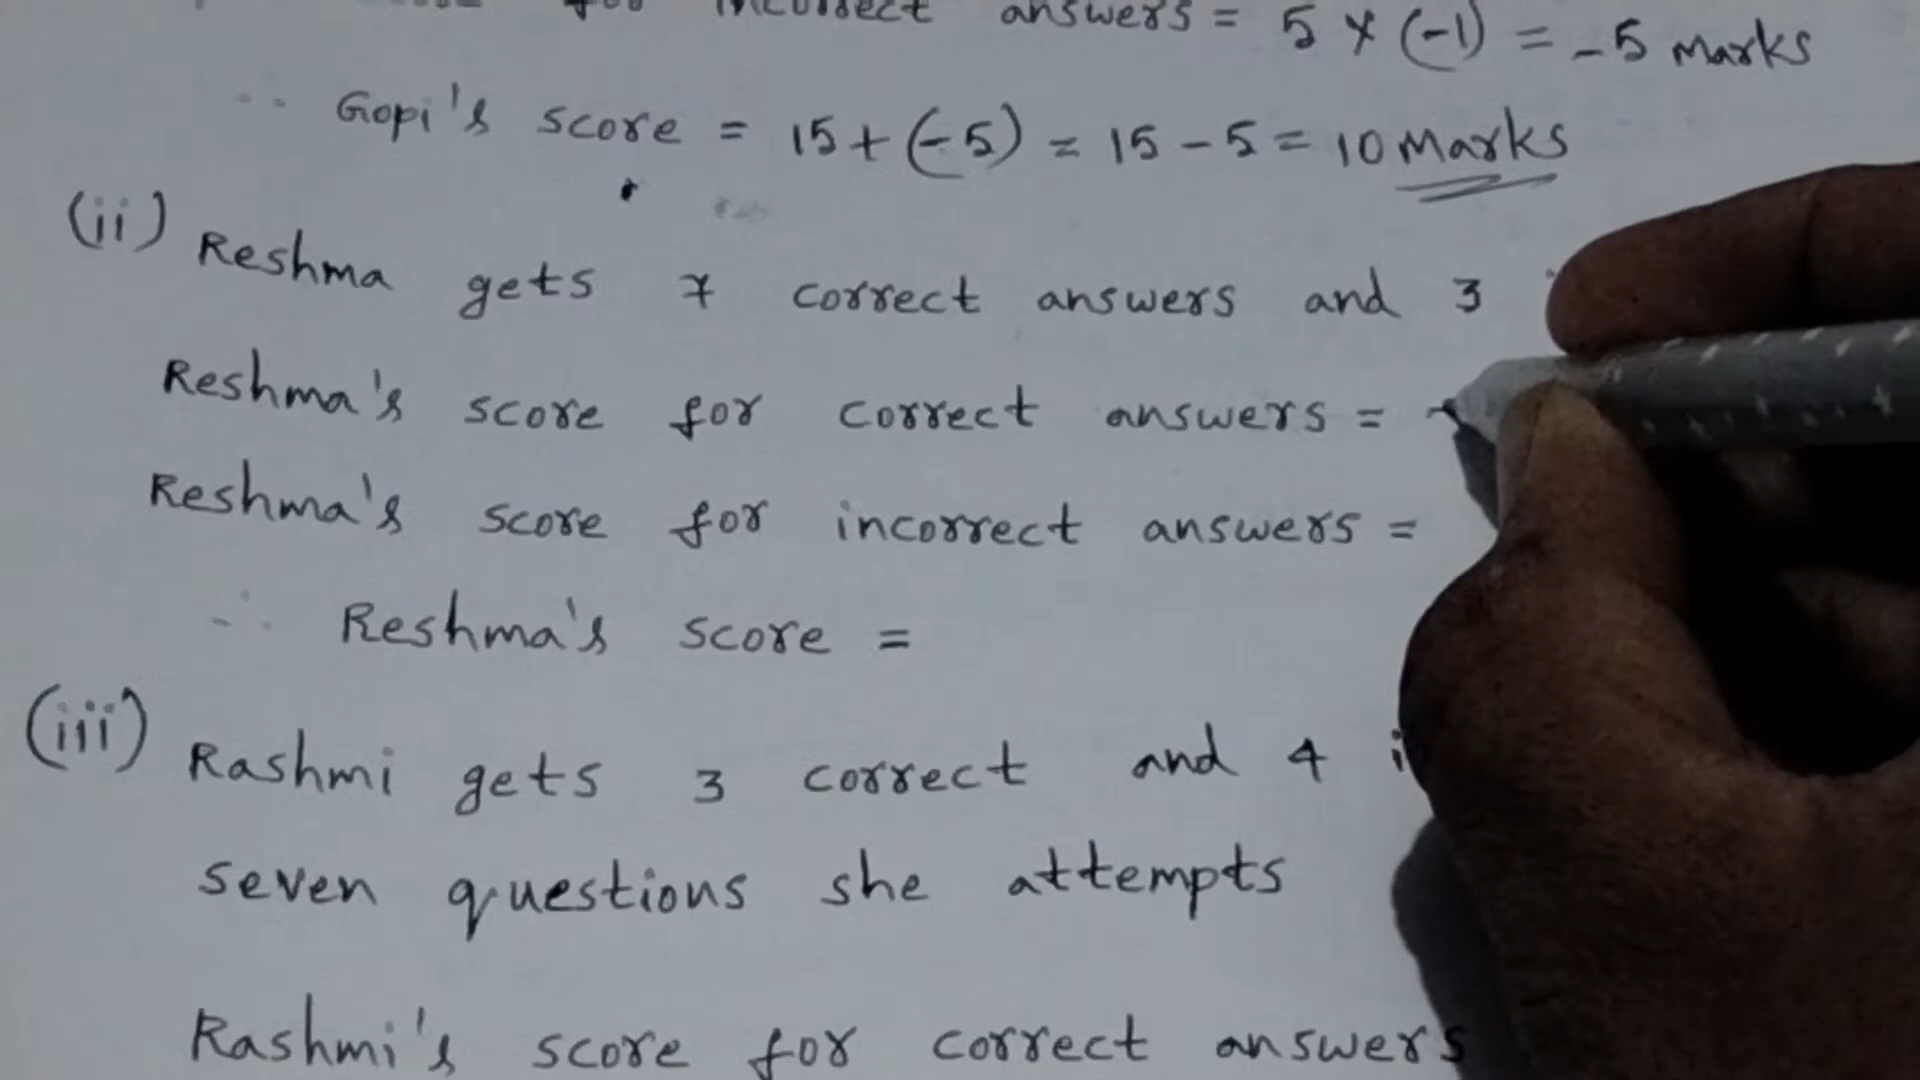 for incorrect answers = 5 × (-1) = -5 marks
∴ Gopi's score = 15 + (-5) = 15 - 5 = 10 Marks
(ii) Reshma gets 7 correct answers and 3
Reshma's score for correct answers =
Reshma's score for incorrect answers =
∴ Reshma's score =
(iii) Rashmi gets 3 correct and 4
seven questions she attempts
Rashmi's score for correct answers